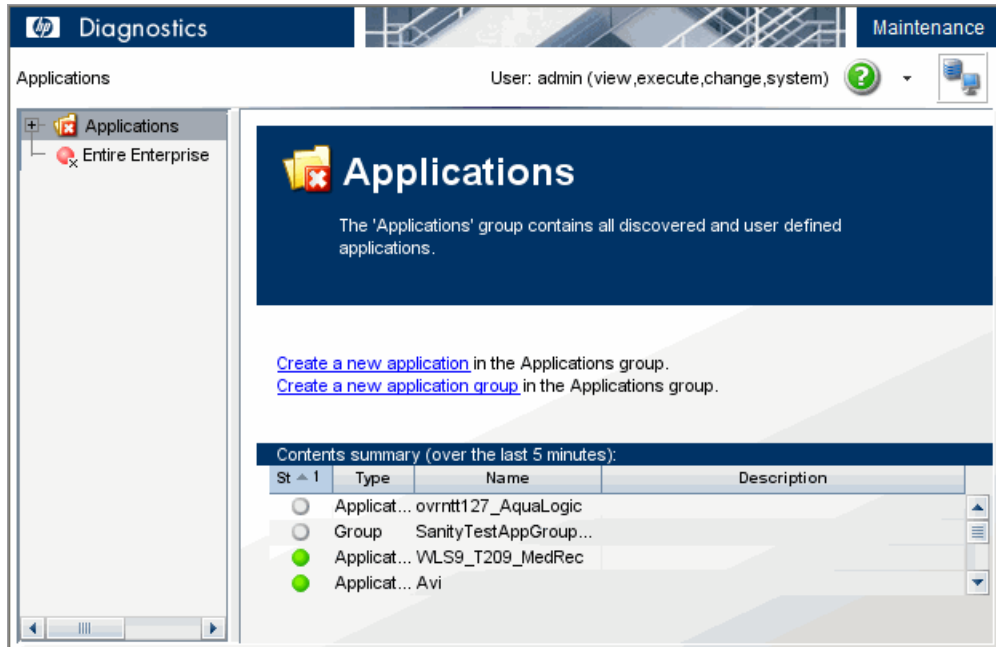 hp Diagnostics Maintenance
Applications User: admin (view,execute,change,system) ?
Applications
Entire Enterprise
Applications
The 'Applications' group contains all discovered and user defined
applications.
Create a new application in the Applications group.
Create a new application group in the Applications group.
Contents summary (over the last 5 minutes):
St 1 Type Name Description
Applicat... ovrntt127_AquaLogic
Group SanityTestAppGroup...
Applicat... WLS9_T209_MedRec
Applicat... Avi